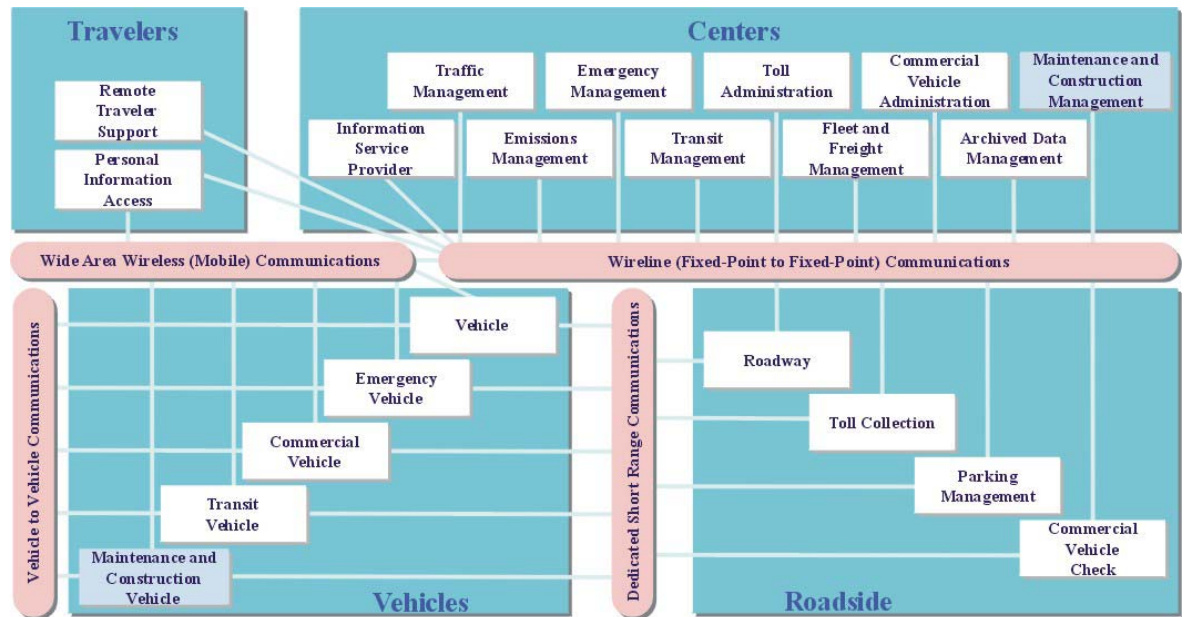 Travelers
Remote
Traveler
Support
Personal
Information
Access
Centers
Traffic
Management
Emergency
Management
Toll
Administration
Commercial
Vehicle
Administration
Maintenance and
Construction
Management
Information
Service
Provider
Emissions
Management
Transit
Management
Fleet and
Freight
Management
Archived Data
Management
Wide Area Wireless (Mobile) Communications
Wireline (Fixed-Point to Fixed-Point) Communications
Vehicle to Vehicle Communications
Vehicle
Emergency
Vehicle
Commercial
Vehicle
Transit
Vehicle
Maintenance and
Construction
Vehicle
Vehicles
Dedicated Short Range Communications
Roadway
Toll Collection
Parking
Management
Commercial
Vehicle
Check
Roadside